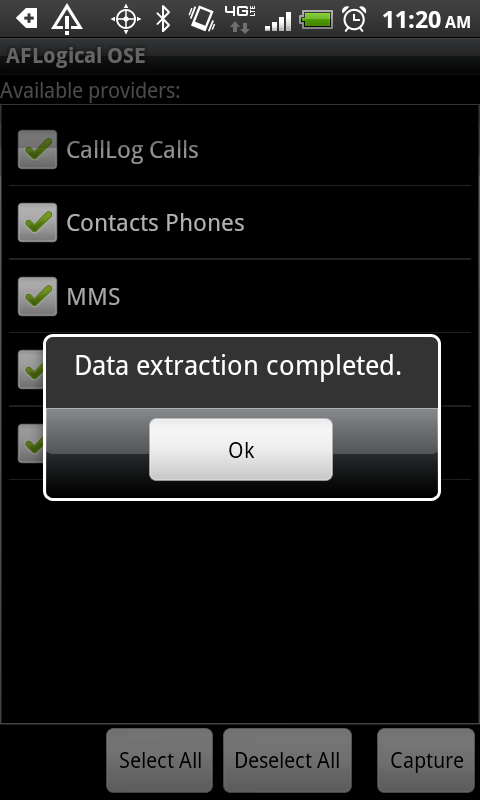 4G LTE 11:20 AM
AFLogical OSE
Available providers:
CallLog Calls
Contacts Phones
MMS
Data extraction completed.
Ok
Select All Deselect All Capture